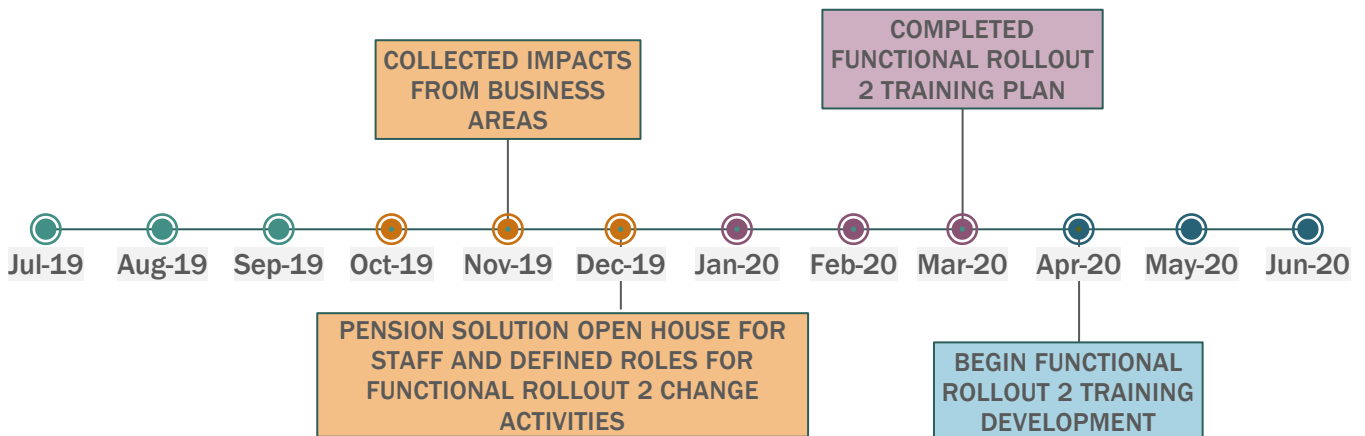 COLLECTED IMPACTS
FROM BUSINESS
AREAS
COMPLETED
FUNCTIONAL ROLLOUT
2 TRAINING PLAN
Jul-19 Aug-19 Sep-19 Oct-19 Nov-19 Dec-19 Jan-20 Feb-20 Mar-20 Apr-20 May-20 Jun-20
PENSION SOLUTION OPEN HOUSE FOR
STAFF AND DEFINED ROLES FOR
FUNCTIONAL ROLLOUT 2 CHANGE
ACTIVITIES
BEGIN FUNCTIONAL
ROLLOUT 2 TRAINING
DEVELOPMENT